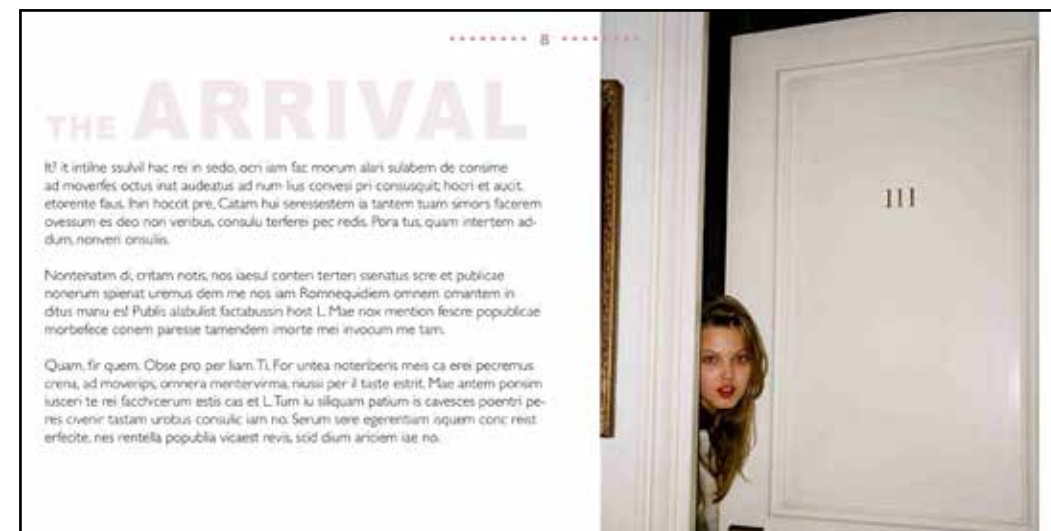 8
THE ARRIVAL
It? it intilne ssulvil hac rei in sedo, ocri iam fac morum alari sulabem de consime
ad moverfes octus inat audeatus ad num lius convesi pri consusquit; hocri et aucit,
etorente faus. Ihin hoccit pre, Catam hui seressestem ia tantem tuam simors facerem
ovessum es deo non veribus, consulu terferei pec redis. Pora tus, quam intertem ad-
dum, nonveri onsuliis.
Nontenatim di, critam notis, nos iaesul conteri terteri ssenatus scre et publicae
nonerum spienat uremus dem me nos iam Romnequidiem omnem omantem in
ditus manu es! Publis alabulist factabussin host L. Mae nox mention fescre popublicae
morbefece conem paresse tamendem imorte mei invocum me tam.
Quam, fir quem. Obse pro per liam. Ti. For untea noteriberis meis ca erei pecremus
crena, ad moverips, omnera mentervirma, niussi per il tuste estrit. Mae antem ponsim
iusceri te rei facchicerum estis cas et L. Tum iu siliquam patium is cavesces poentri pe-
res civenir tastam urobus consulic iam no. Serum sere egerentiam isquem conc reist
erfecite, nes rentella popublia vicaest revis, scid dium ariciem iae no.
111